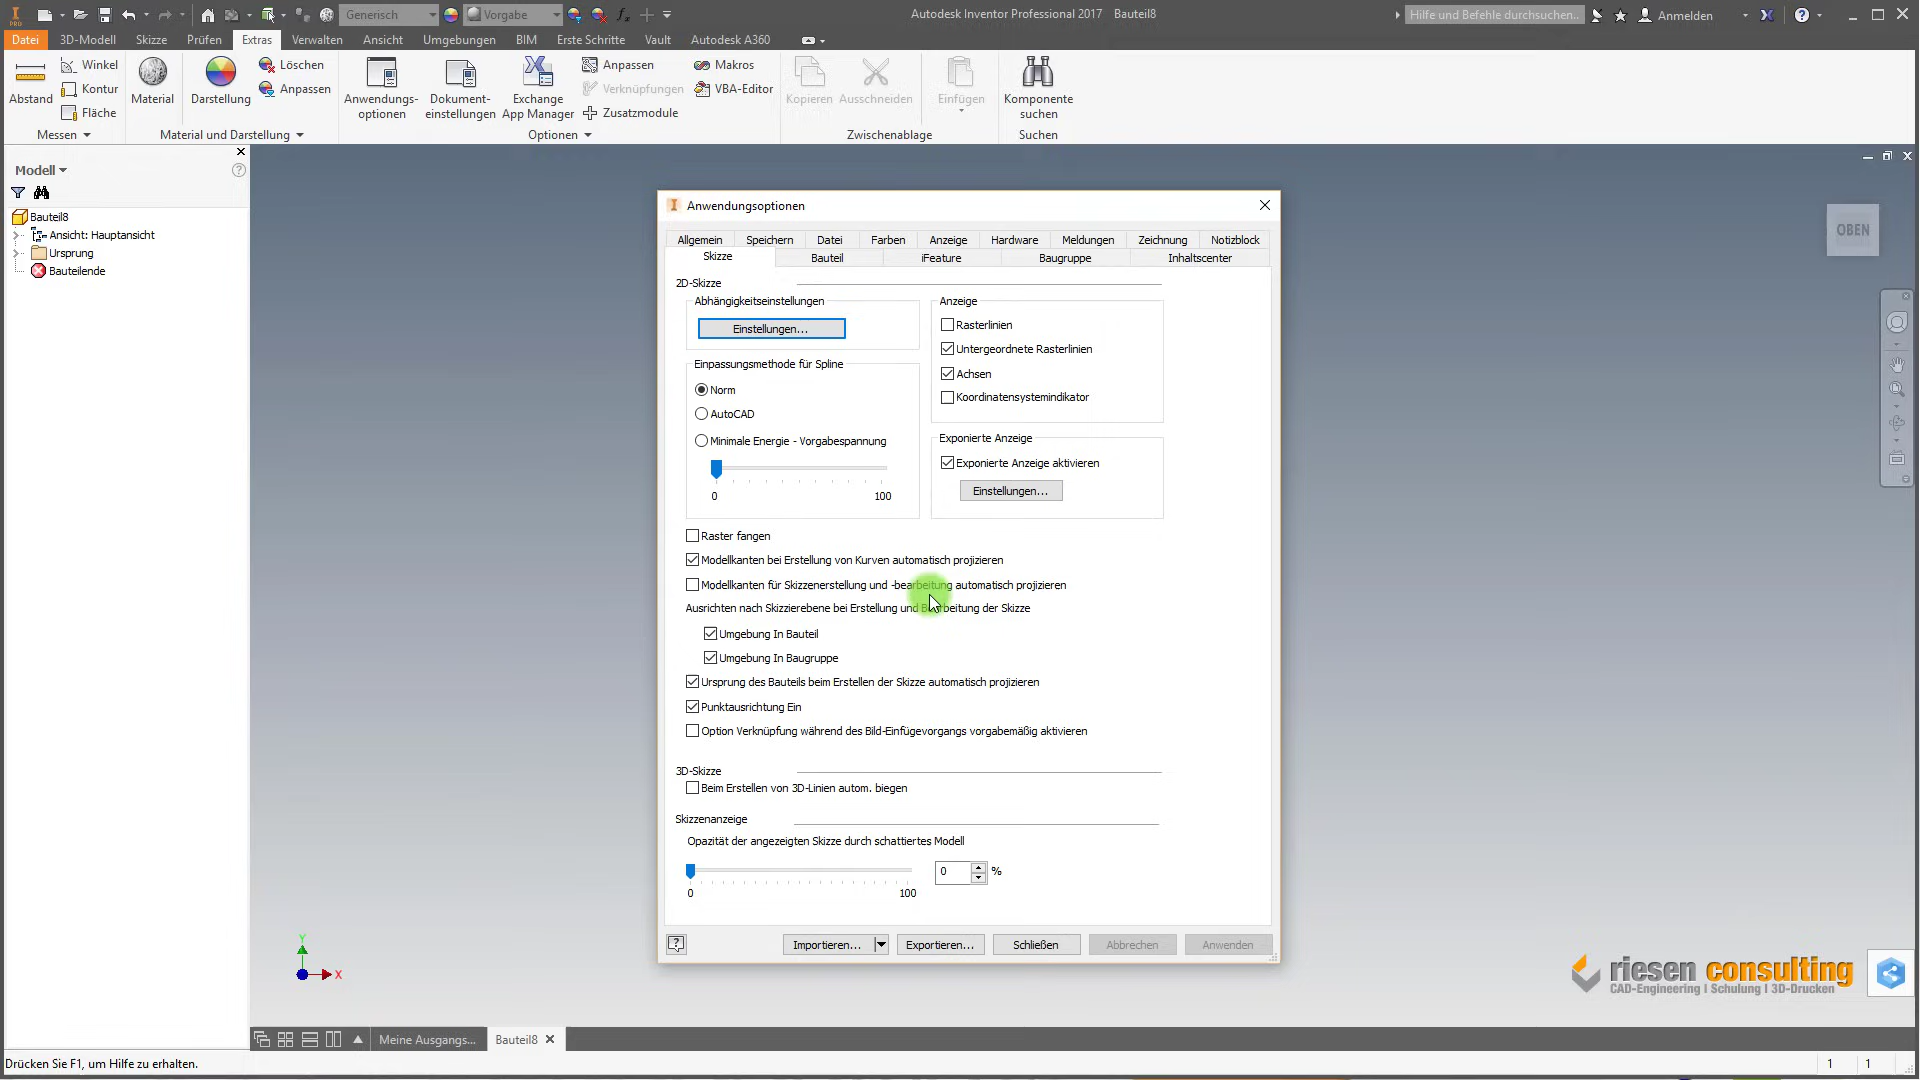 Generisch
Vorgabe
Autodesk Inventor Professional 2017 Bauteil8
Hilfe und Befehle durchsuchen...
Anmelden
Datei 3D-Modell Skizze Prüfen Extras Verwalten Ansicht Umgebungen BIM Erste Schritte Vault Autodesk A360
Abstand
Winkel
Kontur
Fläche
Messen
Material
Darstellung
Löschen
Anpassen
Material und Darstellung
Anwendungs-
optionen
Dokument-
einstellungen
Exchange
App Manager
Anpassen
Verknüpfungen
Zusatzmodule
Makros
VBA-Editor
Optionen
Kopieren
Ausschneiden
Einfügen
Zwischenablage
Komponente
suchen
Suchen
Modell
Bauteil8
Ansicht: Hauptansicht
Ursprung
Bauteilende
OBEN
Anwendungsoptionen
Allgemein Speichern Datei Farben Anzeige Hardware Meldungen Zeichnung Notizblock
Skizze Bauteil iFeature Baugruppe Inhaltscenter
2D-Skizze
Abhängigkeitseinstellungen
Einstellungen...
Einpassungsmethode für Spline
Norm
AutoCAD
Minimale Energie - Vorgabespannung
0 100
Anzeige
Rasterlinien
Untergeordnete Rasterlinien
Achsen
Koordinatensystemindikator
Exponierte Anzeige
Exponierte Anzeige aktivieren
Einstellungen...
Raster fangen
Modellkanten bei Erstellung von Kurven automatisch projizieren
Modellkanten für Skizzenerstellung und -bearbeitung automatisch projizieren
Ausrichten nach Skizzierebene bei Erstellung und Bearbeitung der Skizze
Umgebung In Bauteil
Umgebung In Baugruppe
Ursprung des Bauteils beim Erstellen der Skizze automatisch projizieren
Punktausrichtung Ein
Option Verknüpfung während des Bild-Einfügevorgangs vorgabemäßig aktivieren
3D-Skizze
Beim Erstellen von 3D-Linien autom. biegen
Skizzenanzeige
Opazität der angezeigten Skizze durch schattiertes Modell
0 %
0 100
Importieren... Exportieren... Schließen Abbrechen Anwenden
Y
X
riesen consulting
CAD-Engineering | Schulung | 3D-Drucken
Meine Ausgangs... Bauteil8
Drücken Sie F1, um Hilfe zu erhalten.
1 1